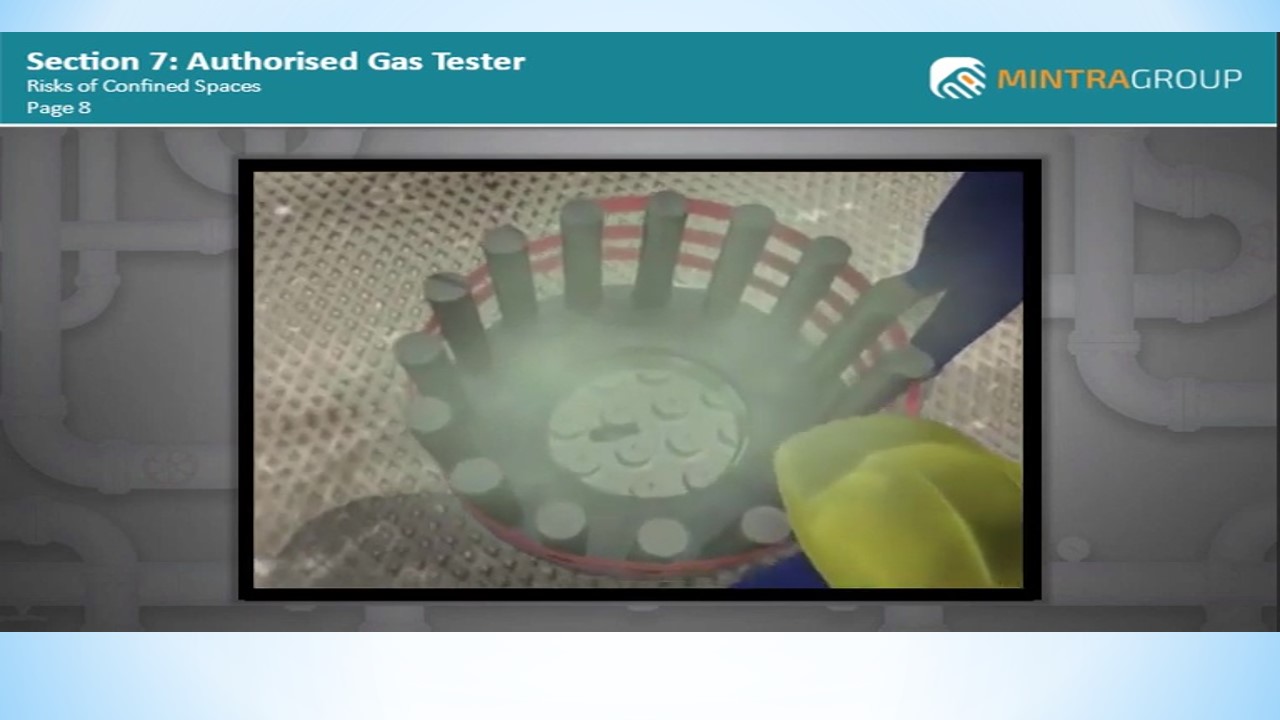 Section 7: Authorised Gas Tester
Risks of Confined Spaces
Page 8
MINTRAGROUP